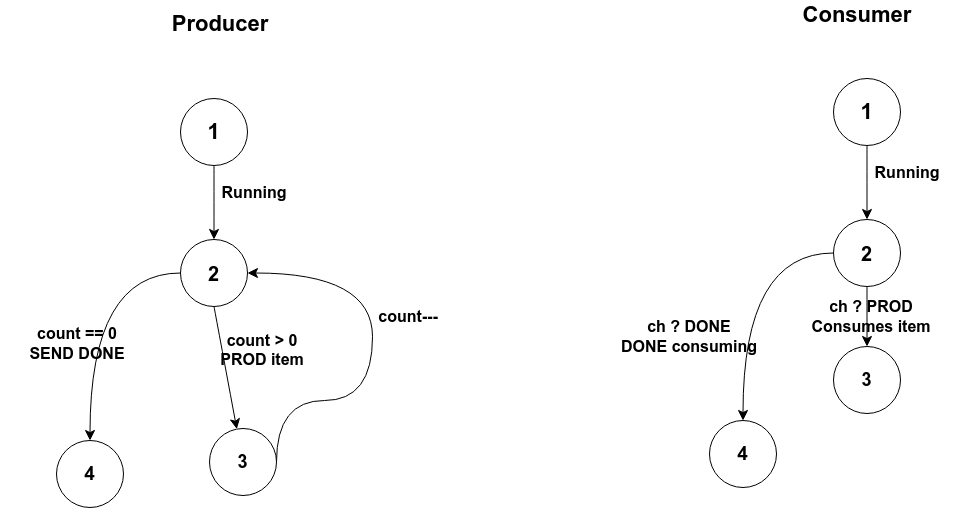 Producer
1
Running
2
count == 0
SEND DONE
count > 0
PROD item
count---
4
3
Consumer
1
Running
2
ch ? DONE
DONE consuming
ch ? PROD
Consumes item
3
4